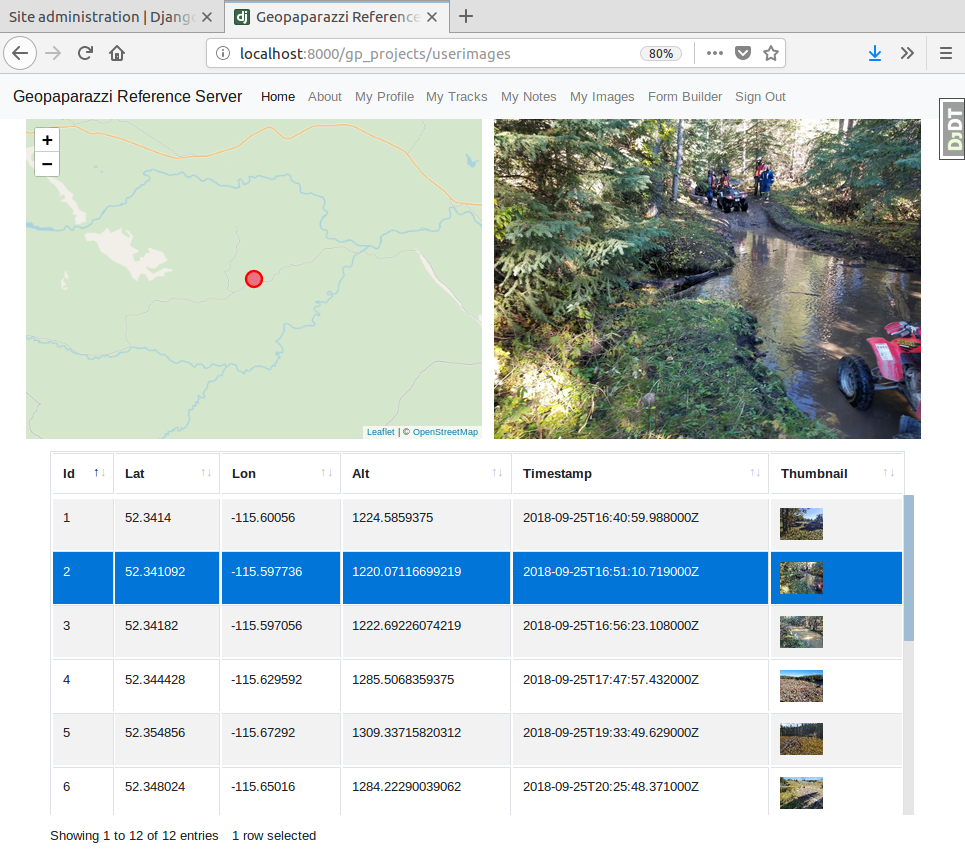 Site administration | Djang
Geopaparazzi Reference
localhost:8000/gp_projects/userimages
80%
Geopaparazzi Reference Server Home About My Profile My Tracks My Notes My Images Form Builder Sign Out
DjDT
+
−
Leaflet | © OpenStreetMap
Id Lat Lon Alt Timestamp Thumbnail
1 52.3414 -115.60056 1224.5859375 2018-09-25T16:40:59.988000Z
2 52.341092 -115.597736 1220.07116699219 2018-09-25T16:51:10.719000Z
3 52.34182 -115.597056 1222.69226074219 2018-09-25T16:56:23.108000Z
4 52.344428 -115.629592 1285.5068359375 2018-09-25T17:47:57.432000Z
5 52.354856 -115.67292 1309.33715820312 2018-09-25T19:33:49.629000Z
6 52.348024 -115.65016 1284.22290039062 2018-09-25T20:25:48.371000Z
Showing 1 to 12 of 12 entries 1 row selected